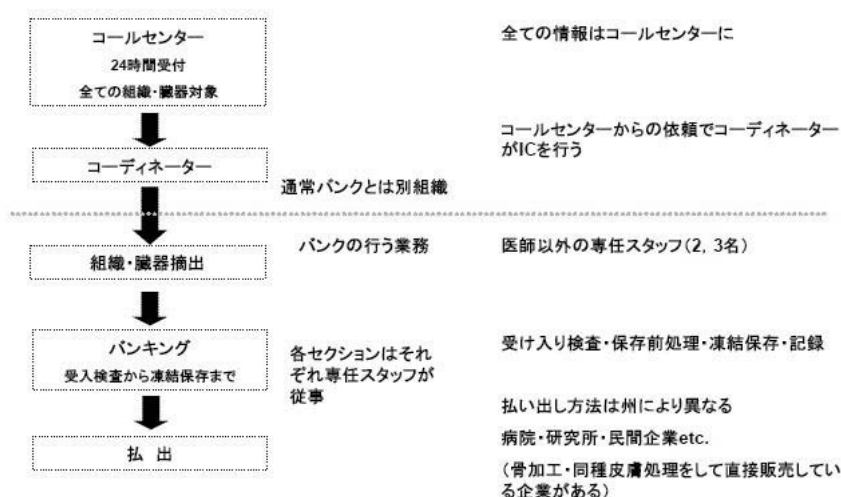 コールセンター
24時間受付
全ての組織・臓器対象
全ての情報はコールセンターに
コールセンターからの依頼でコーディネーター
がICを行う
コーディネーター
通常バンクとは別組織
組織・臓器摘出
バンクの行う業務
医師以外の専任スタッフ(2, 3名)
バンキング
受入検査から凍結保存まで
各セクションはそれ
ぞれ専任スタッフが
従事
受け入り検査・保存前処理・凍結保存・記録
払 出
払い出し方法は州により異なる
病院・研究所・民間企業etc.
(骨加工・同種皮膚処理をして直接販売してい
る企業がある)